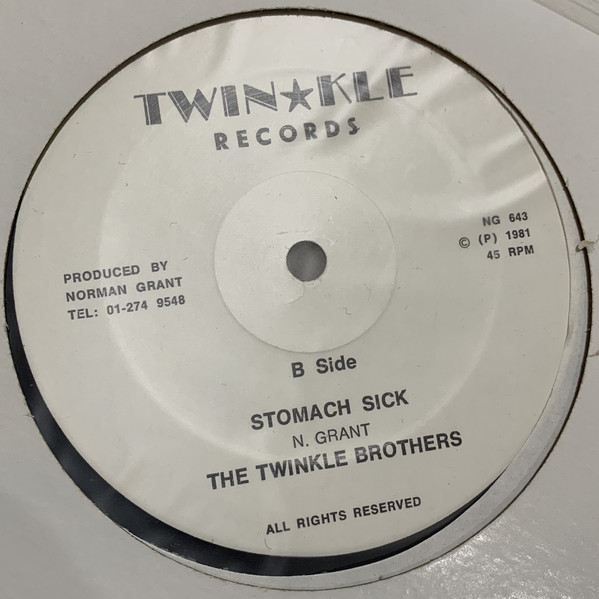 TWIN★KLE
RECORDS
NG 643
© (P) 1981
45 RPM
PRODUCED BY
NORMAN GRANT
TEL: 01-274 9548
B Side
STOMACH SICK
N. GRANT
THE TWINKLE BROTHERS
ALL RIGHTS RESERVED